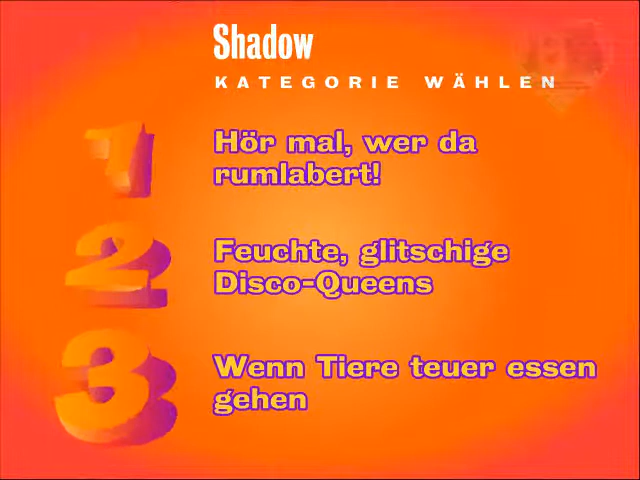 Shadow
KATEGORIE WÄHLEN
1
Hör mal, wer da
rumlabert!
2
Feuchte, glitschige
Disco-Queens
3
Wenn Tiere teuer essen
gehen